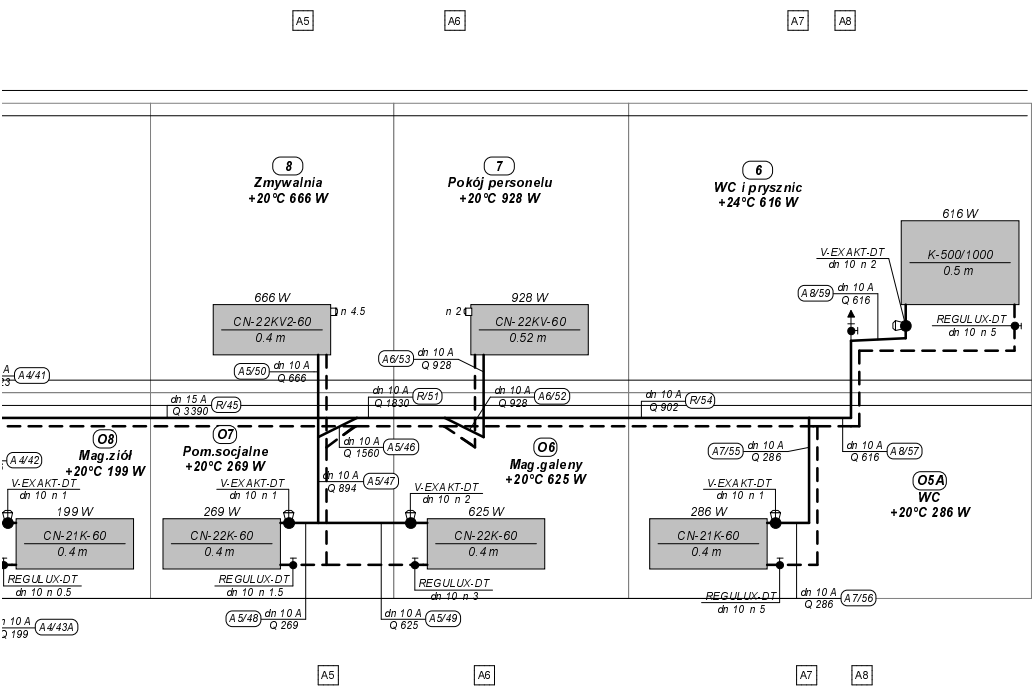 A5
A6
A7
A8
8
Zmywalnia
+20°C 666 W
7
Pokój personelu
+20°C 928 W
6
WC i prysznic
+24°C 616 W
616 W
K-500/1000
0.5 m
V-EXAKT-DT
dn 10 n 2
A8/59
dn 10 A
Q 616
REGULUX-DT
dn 10 n 5
666 W
CN-22KV2-60
0.4 m
n 4.5
928 W
CN-22KV-60
0.52 m
n 2
A5/50
dn 10 A
Q 666
A6/53
dn 10 A
Q 928
A
23
A4/41
dn 15 A
Q 3390
R/45
dn 10 A
Q 1830
R/51
dn 10 A
Q 928
A6/52
dn 10 A
Q 902
R/54
O8
Mag.ziół
+20°C 199 W
O7
Pom.socjalne
+20°C 269 W
dn 10 A
Q 1560
A5/46
O6
Mag.galeny
+20°C 625 W
A7/55
dn 10 A
Q 286
dn 10 A
Q 616
A8/57
A4/42
dn 10 A
Q 894
A5/47
O5A
WC
+20°C 286 W
V-EXAKT-DT
dn 10 n 1
V-EXAKT-DT
dn 10 n 1
V-EXAKT-DT
dn 10 n 2
V-EXAKT-DT
dn 10 n 1
199 W
CN-21K-60
0.4 m
269 W
CN-22K-60
0.4 m
625 W
CN-22K-60
0.4 m
286 W
CN-21K-60
0.4 m
REGULUX-DT
dn 10 n 0.5
REGULUX-DT
dn 10 n 1.5
REGULUX-DT
dn 10 n 3
REGULUX-DT
dn 10 n 5
dn 10 A
Q 286
A7/56
A5/48
dn 10 A
Q 269
dn 10 A
Q 625
A5/49
n 10 A
Q 199
A4/43A
A5
A6
A7
A8